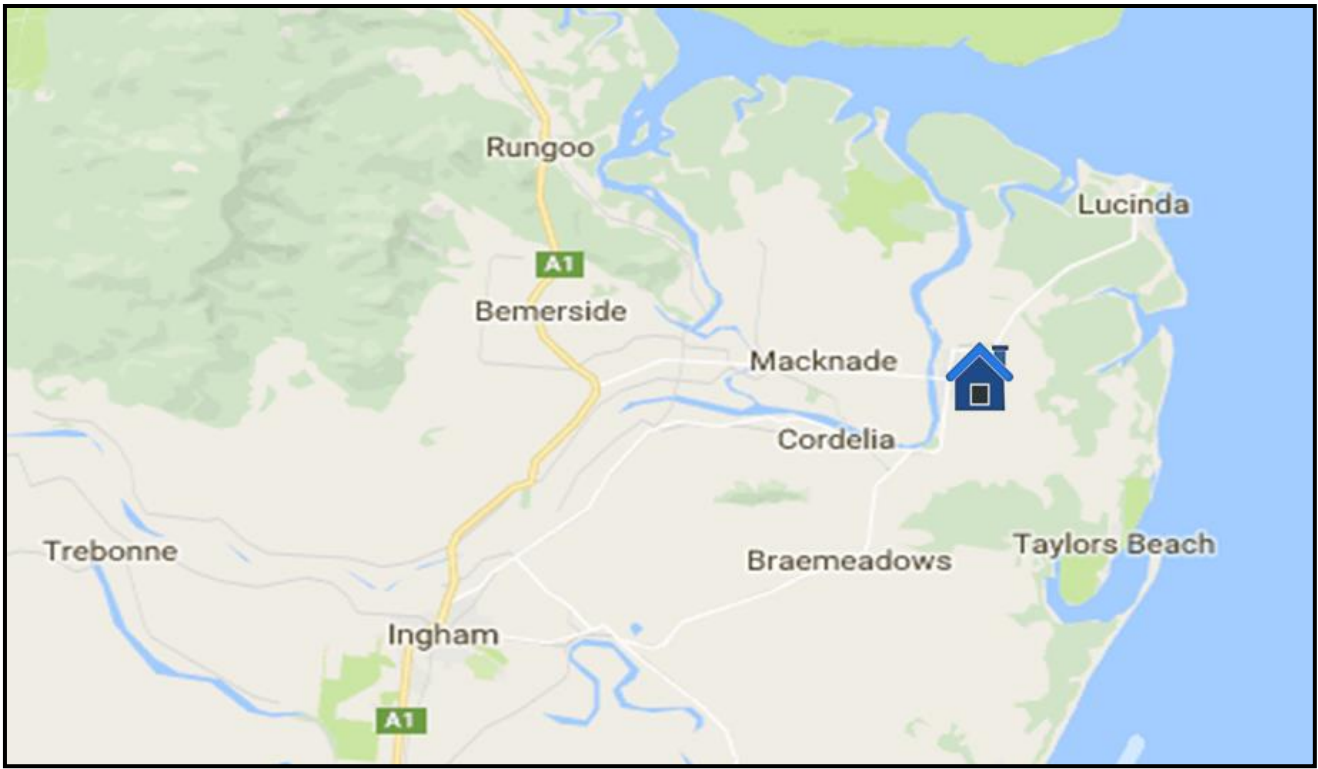 Rungoo
Lucinda
A1
Bemerside
Macknade
Cordelia
Taylors Beach
Trebonne
Braemeadows
Ingham
A1